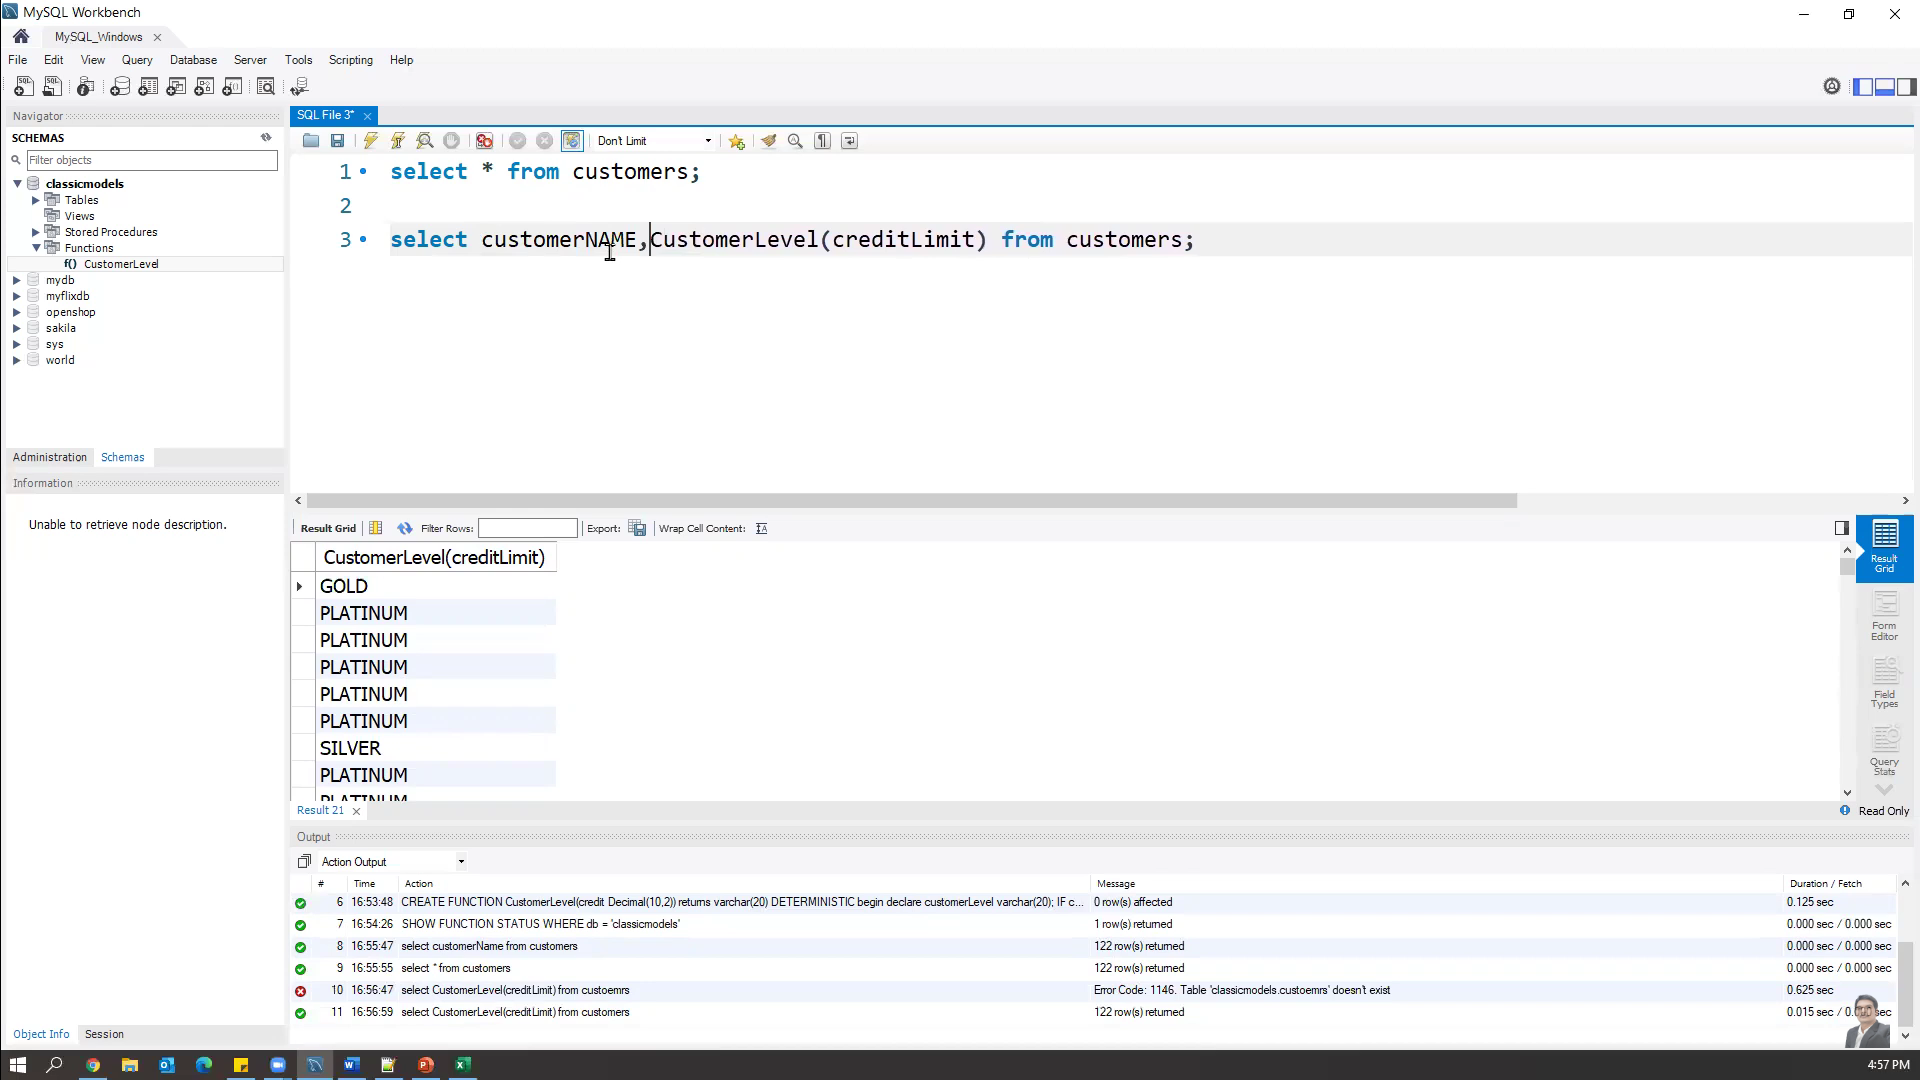 MySQL Workbench
MySQL_Windows
File Edit View Query Database Server Tools Scripting Help
Navigator
SCHEMAS
Filter objects
classicmodels
Tables
Views
Stored Procedures
Functions
f() CustomerLevel
mydb
myflixdb
openshop
sakila
sys
world
Administration Schemas
Information
Unable to retrieve node description.
Object Info Session
SQL File 3*
Don't Limit
1 select * from customers;
2
3 select customerNAME,CustomerLevel(creditLimit) from customers;
Result Grid Filter Rows: Export: Wrap Cell Content:
CustomerLevel(creditLimit)
GOLD
PLATINUM
PLATINUM
PLATINUM
PLATINUM
PLATINUM
SILVER
PLATINUM
PLATINUM
Result Grid
Form Editor
Field Types
Query Stats
Result 21
Read Only
Output
Action Output
# Time Action Message Duration / Fetch
6 16:53:48 CREATE FUNCTION CustomerLevel(credit Decimal(10,2)) returns varchar(20) DETERMINISTIC begin declare customerLevel varchar(20); IF c... 0 row(s) affected 0.125 sec
7 16:54:26 SHOW FUNCTION STATUS WHERE db = 'classicmodels' 1 row(s) returned 0.000 sec / 0.000 sec
8 16:55:47 select customerName from customers 122 row(s) returned 0.000 sec / 0.000 sec
9 16:55:55 select * from customers 122 row(s) returned 0.000 sec / 0.000 sec
10 16:56:47 select CustomerLevel(creditLimit) from custoemrs Error Code: 1146. Table 'classicmodels.custoemrs' doesn't exist 0.625 sec
11 16:56:59 select CustomerLevel(creditLimit) from customers 122 row(s) returned 0.015 sec / sec
4:57 PM